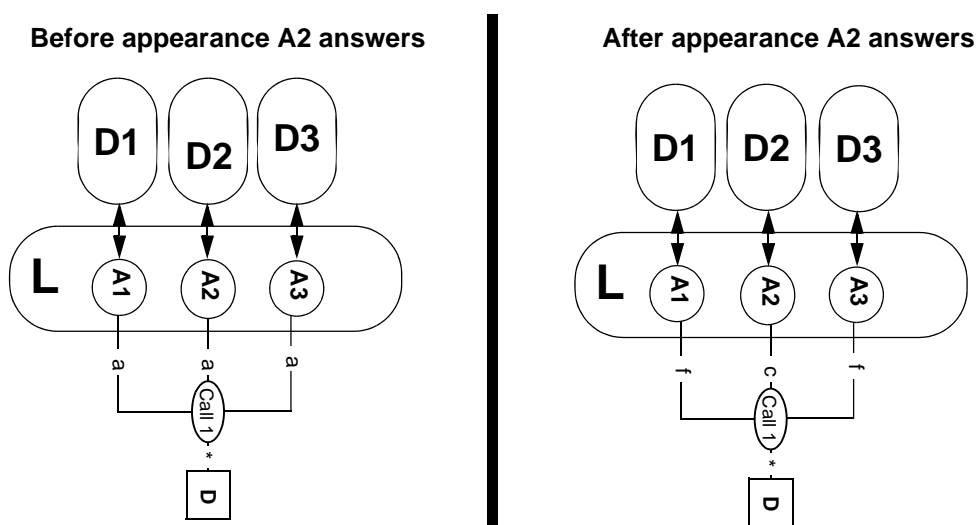 Before appearance A2 answers
D1 D2 D3
L
A1 A2 A3
a a a
Call 1
*
D
After appearance A2 answers
D1 D2 D3
L
A1 A2 A3
f c f
Call 1
*
D